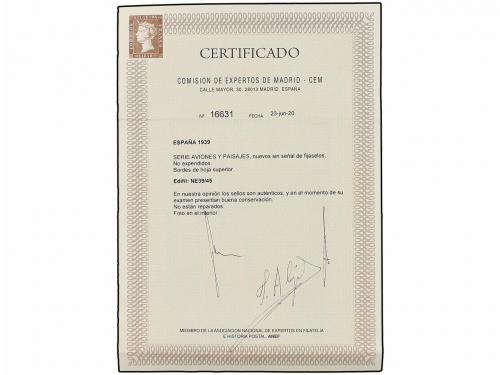 CERTIFICADO
COMISION DE EXPERTOS DE MADRID - CEM
CALLE MAYOR, 30. 28013 MADRID. ESPAÑA
Nº 16631 FECHA 23-jun-20
ESPAÑA 1939
SERIE AVIONES Y PAISAJES, nuevos sin señal de fijasellos.
No expendidos.
Bordes de hoja superior.
Edifil: NE39/45
En nuestra opinión los sellos son auténticos, y en el momento de su
examen presentan buena conservación.
No están reparados.
Foto en el interior.
MIEMBRO DE LA ASOCIACION NACIONAL DE EXPERTOS EN FILATELIA
E HISTORIA POSTAL. ANEF